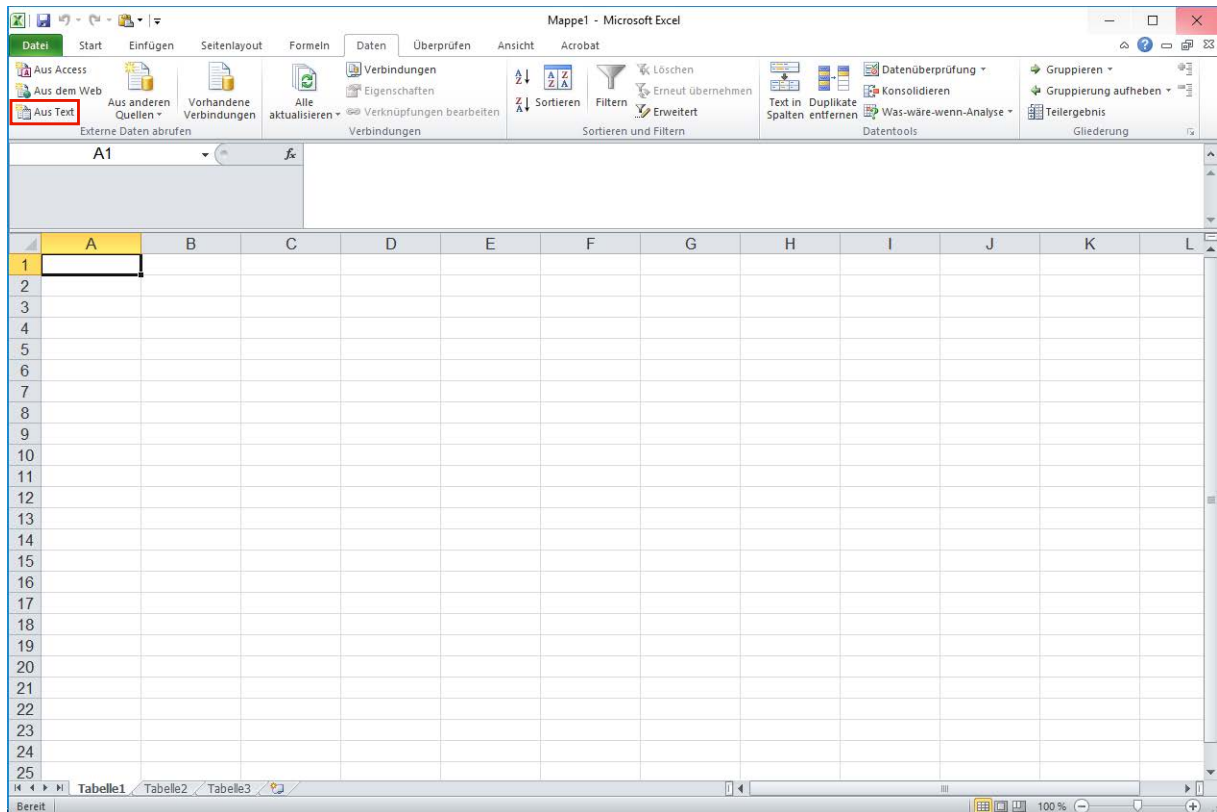 Mappe1 - Microsoft Excel
Datei Start Einfügen Seitenlayout Formeln Daten Überprüfen Ansicht Acrobat
Aus Access
Aus dem Web
Aus Text
Aus anderen Quellen
Vorhandene Verbindungen
Externe Daten abrufen
Alle aktualisieren
Verbindungen
Eigenschaften
Verknüpfungen bearbeiten
Verbindungen
Sortieren
Filtern
Löschen
Erneut übernehmen
Erweitert
Sortieren und Filtern
Text in Spalten
Duplikate entfernen
Datenüberprüfung
Konsolidieren
Was-wäre-wenn-Analyse
Datentools
Gruppieren
Gruppierung aufheben
Teilergebnis
Gliederung
A1 fx
A B C D E F G H I J K L
1
2
3
4
5
6
7
8
9
10
11
12
13
14
15
16
17
18
19
20
21
22
23
24
25
Tabelle1 Tabelle2 Tabelle3
Bereit 100 %